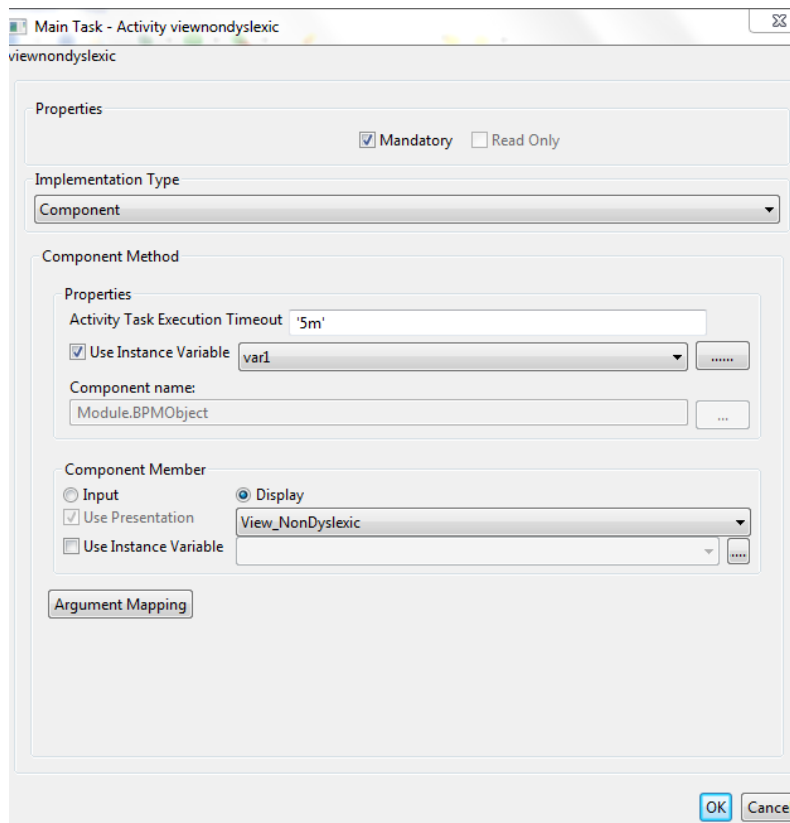 Main Task - Activity viewnondyslexic
viewnondyslexic
Properties
Mandatory Read Only
Implementation Type
Component
Component Method
Properties
Activity Task Execution Timeout '5m'
Use Instance Variable var1 ......
Component name:
Module.BPMObject ...
Component Member
Input Display
Use Presentation View_NonDyslexic
Use Instance Variable ....
Argument Mapping
OK Cance